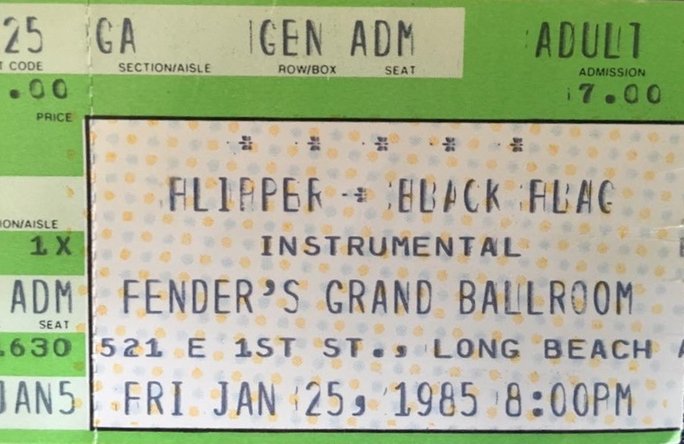 25 GA GEN ADM ADULT
T CODE SECTION/AISLE ROW/BOX SEAT ADMISSION
.00 7.00
PRICE
* * * * *
FLIPPER * BLACK FLAG
ION/AISLE
1X INSTRUMENTAL
ADM FENDER'S GRAND BALLROOM
SEAT
1630 521 E 1ST ST., LONG BEACH
JAN5 FRI JAN 25, 1985 8:00PM